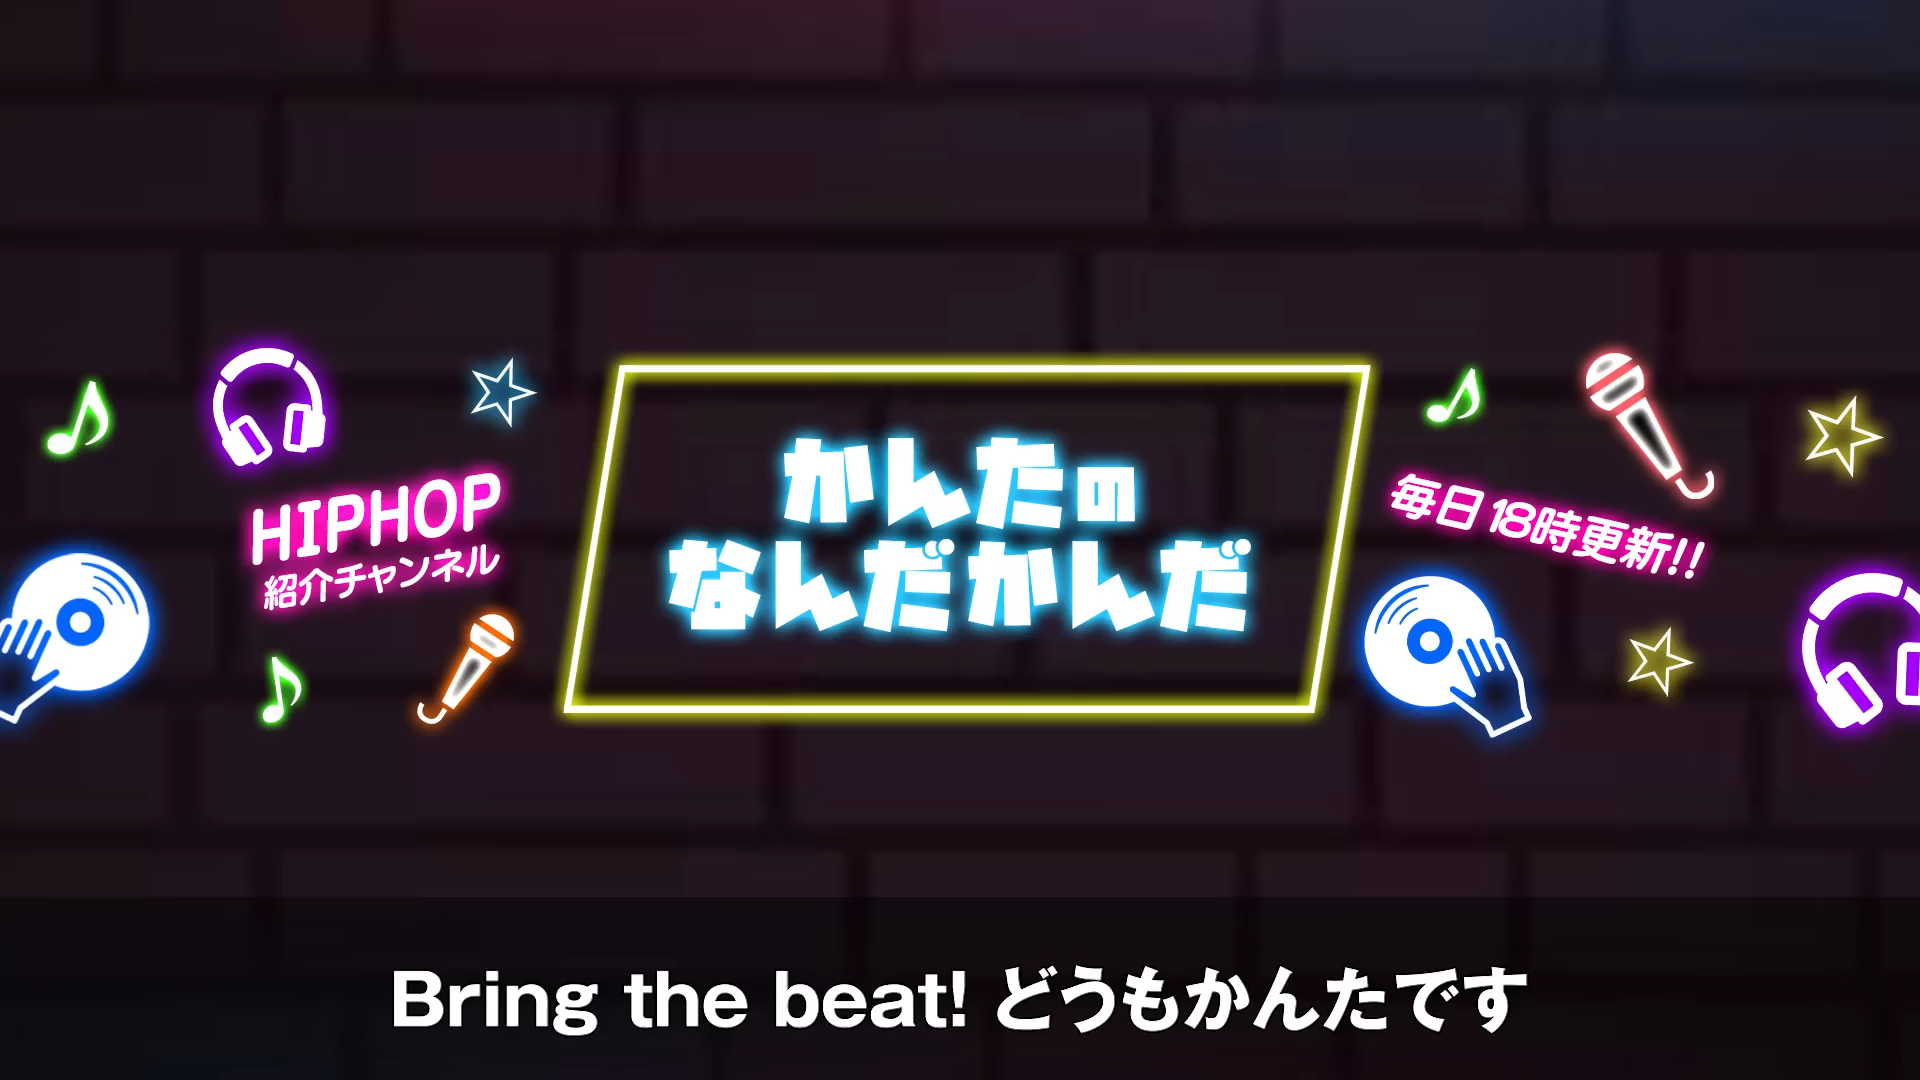 HIPHOP
紹介チャンネル
かんたの
なんだかんだ
毎日18時更新!!
Bring the beat! どうもかんたです